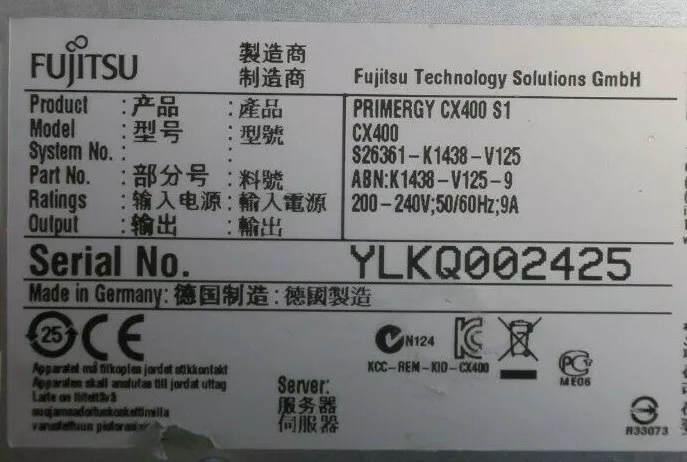 FUJITSU
製造商
制造商
Fujitsu Technology Solutions GmbH
Product : 产品 : 產品 PRIMERGY CX400 S1
Model : 型号 : 型號 CX400
System No. : : S26361-K1438-V125
Part No. : 部分号 : 料號 ABN:K1438-V125-9
Ratings : 输入电源 : 輸入電源 200-240V;50/60Hz;9A
Output : 输出 : 輸出
Serial No. YLKQ002425
Made in Germany: 德国制造 : 德國製造
25 CE N124
KCC-REM-KID-CX400
ME06
Apparatet må tilkoples jordet stikkontakt
Apparaten skall anslutas till jordat uttag
Laite on liitettävä
suojamaadoituskoskettimilla
varustettuun
Server:
服务器
伺服器
R33073